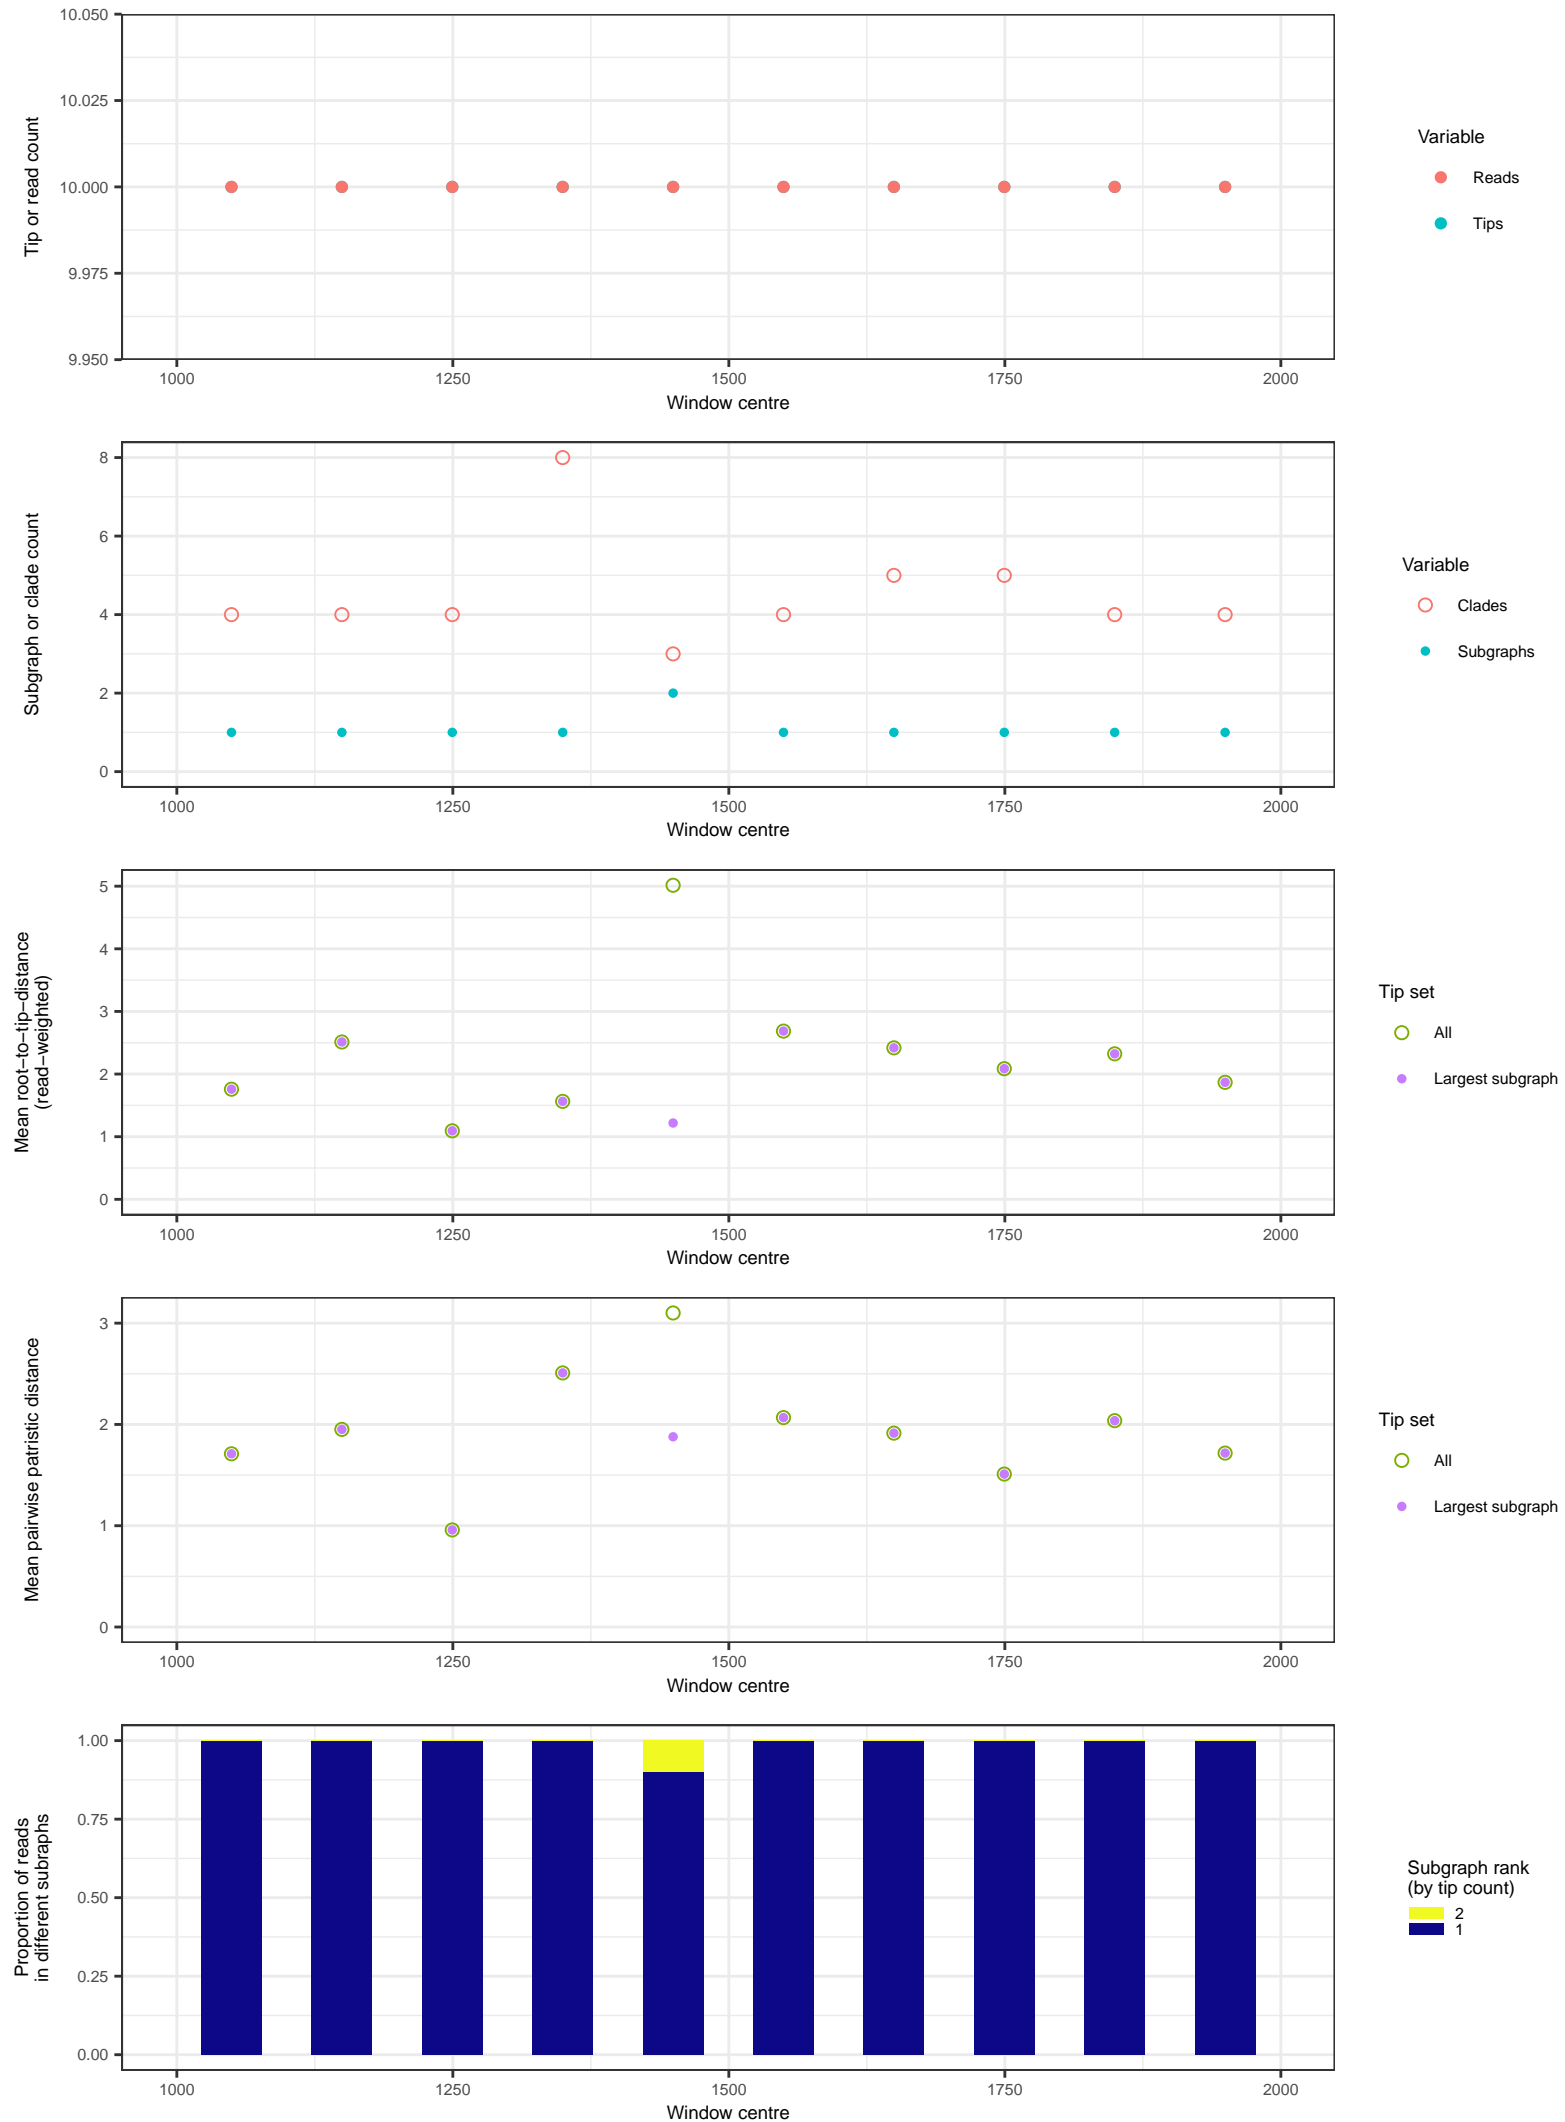 10.050
10.025
10.000
9.975
9.950
Tip or read count
1000 1250 1500 1750 2000
Window centre
Variable
Reads
Tips
8
6
4
2
0
Subgraph or clade count
1000 1250 1500 1750 2000
Window centre
Variable
Clades
Subgraphs
5
4
3
2
1
0
Mean root−to−tip−distance
(read−weighted)
1000 1250 1500 1750 2000
Window centre
Tip set
All
Largest subgraph
3
2
1
0
Mean pairwise patristic distance
1000 1250 1500 1750 2000
Window centre
Tip set
All
Largest subgraph
1.00
0.75
0.50
0.25
0.00
Proportion of reads
in different subraphs
1000 1250 1500 1750 2000
Window centre
Subgraph rank
(by tip count)
2
1